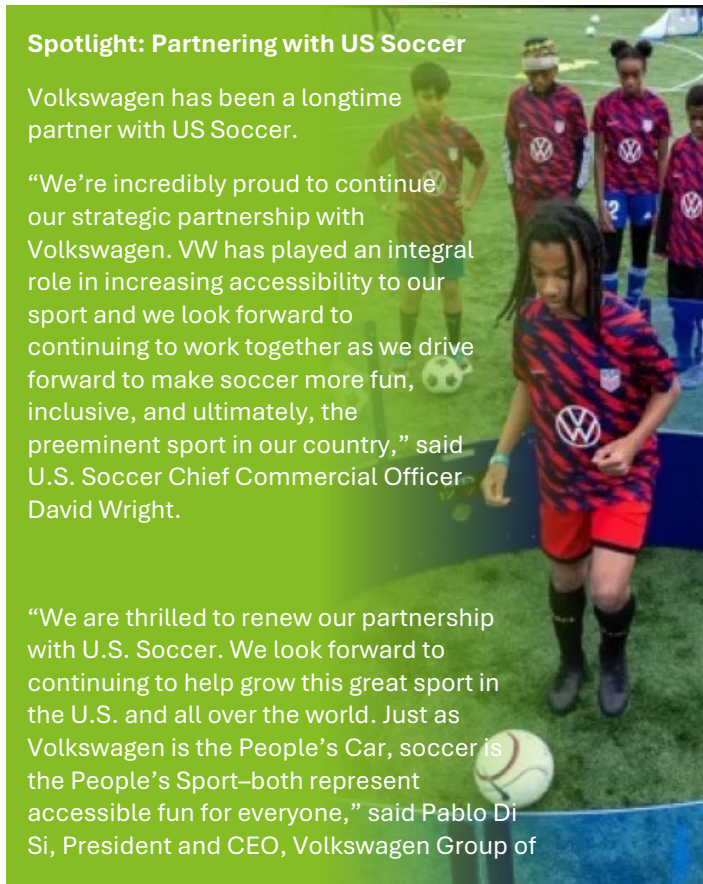 Spotlight: Partnering with US Soccer
Volkswagen has been a longtime
partner with US Soccer.
“We’re incredibly proud to continue
our strategic partnership with
Volkswagen. VW has played an integral
role in increasing accessibility to our
sport and we look forward to
continuing to work together as we drive
forward to make soccer more fun,
inclusive, and ultimately, the
preeminent sport in our country,” said
U.S. Soccer Chief Commercial Officer
David Wright.
“We are thrilled to renew our partnership
with U.S. Soccer. We look forward to
continuing to help grow this great sport in
the U.S. and all over the world. Just as
Volkswagen is the People’s Car, soccer is
the People’s Sport–both represent
accessible fun for everyone,” said Pablo Di
Si, President and CEO, Volkswagen Group of